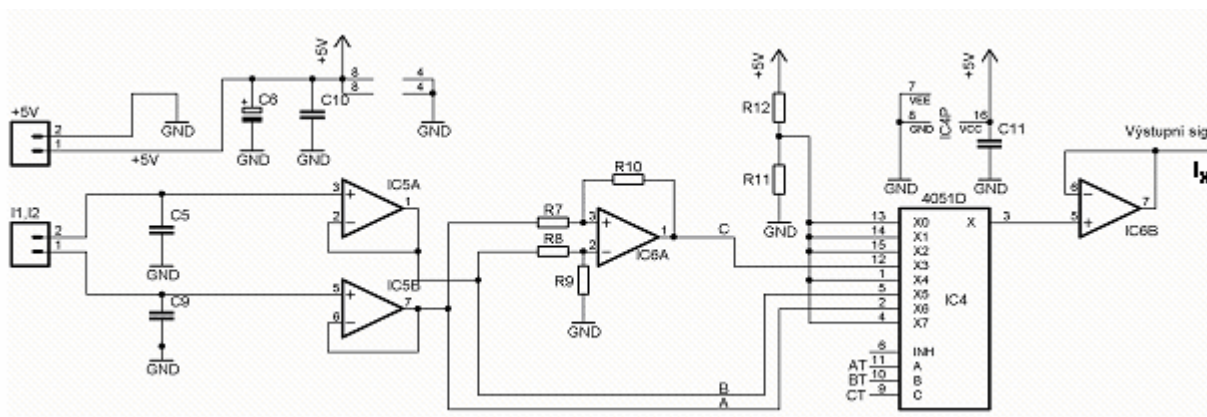 +5V
8
8
4
4
GND
C6
C10
GND
GND
GND
+5V
2
1
+5V
I1,I2
2
1
C5
GND
C9
GND
3
2
1
IC5A
5
6
7
IC5B
R7
R8
R9
R10
GND
3
2
1
IC6A
C
B
A
+5V
R12
R11
GND
7
VEE
8
GND
IC4P
16
VCC
+5V
C11
GND
GND
4051D
13 X0
14 X1
15 X2
12 X3
1 X4
5 X5
2 X6
4 X7
6 INH
AT 11 A
BT 10 B
CT 9 C
IC4
X 3
6
5
7
IC6B
Výstupní sig